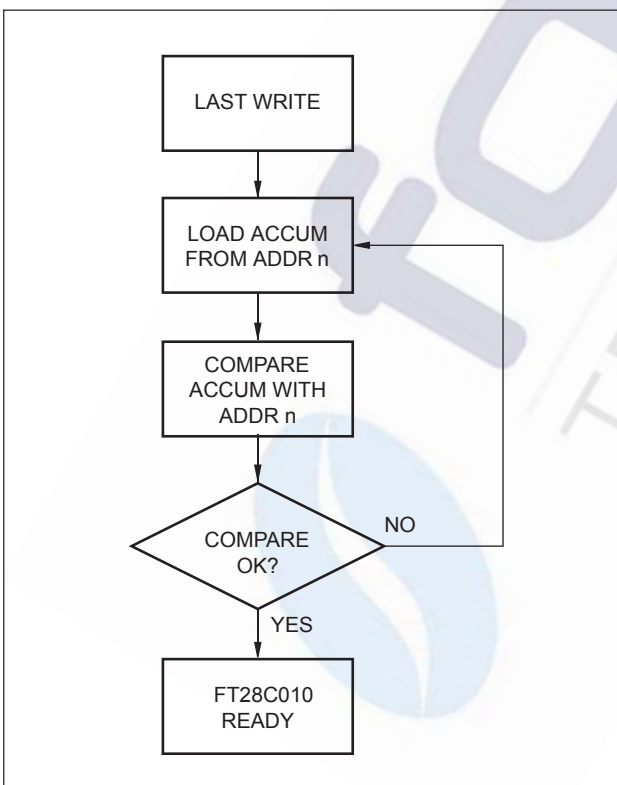 LAST WRITE
LOAD ACCUM
FROM ADDR n
COMPARE
ACCUM WITH
ADDR n
COMPARE
OK?
NO
YES
FT28C010
READY